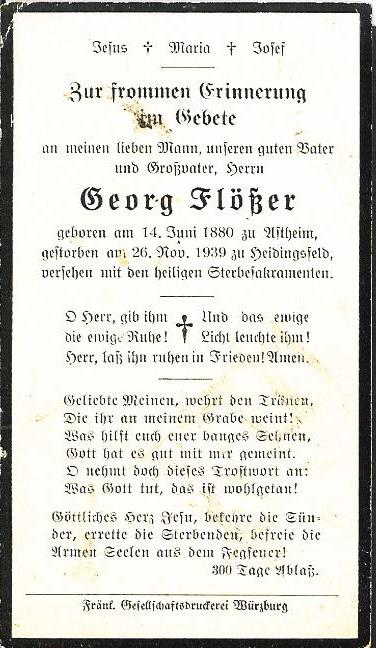 Jesus † Maria † Josef
Zur frommen Erinnerung
im Gebete
an meinen lieben Mann, unseren guten Vater
und Großvater, Herrn
Georg Flößer
geboren am 14. Juni 1880 zu Astheim,
gestorben am 26. Nov. 1939 zu Heidingsfeld,
versehen mit den heiligen Sterbesakramenten.
O Herr, gib ihm † Und das ewige
die ewige Ruhe! Licht leuchte ihm!
Herr, laß ihn ruhen in Frieden! Amen.
Geliebte Meinen, wehrt den Tränen,
Die ihr an meinem Grabe weint!
Was hilft euch euer banges Sehnen,
Gott hat es gut mit mir gemeint.
O nehmt doch dieses Trostwort an:
Was Gott tut, das ist wohlgetan!
Göttliches Herz Jesu, bekehre die Sün-
der, errette die Sterbenden, befreie die
Armen Seelen aus dem Fegfeuer!
300 Tage Ablaß.
Fränk. Gesellschaftsdruckerei Würzburg